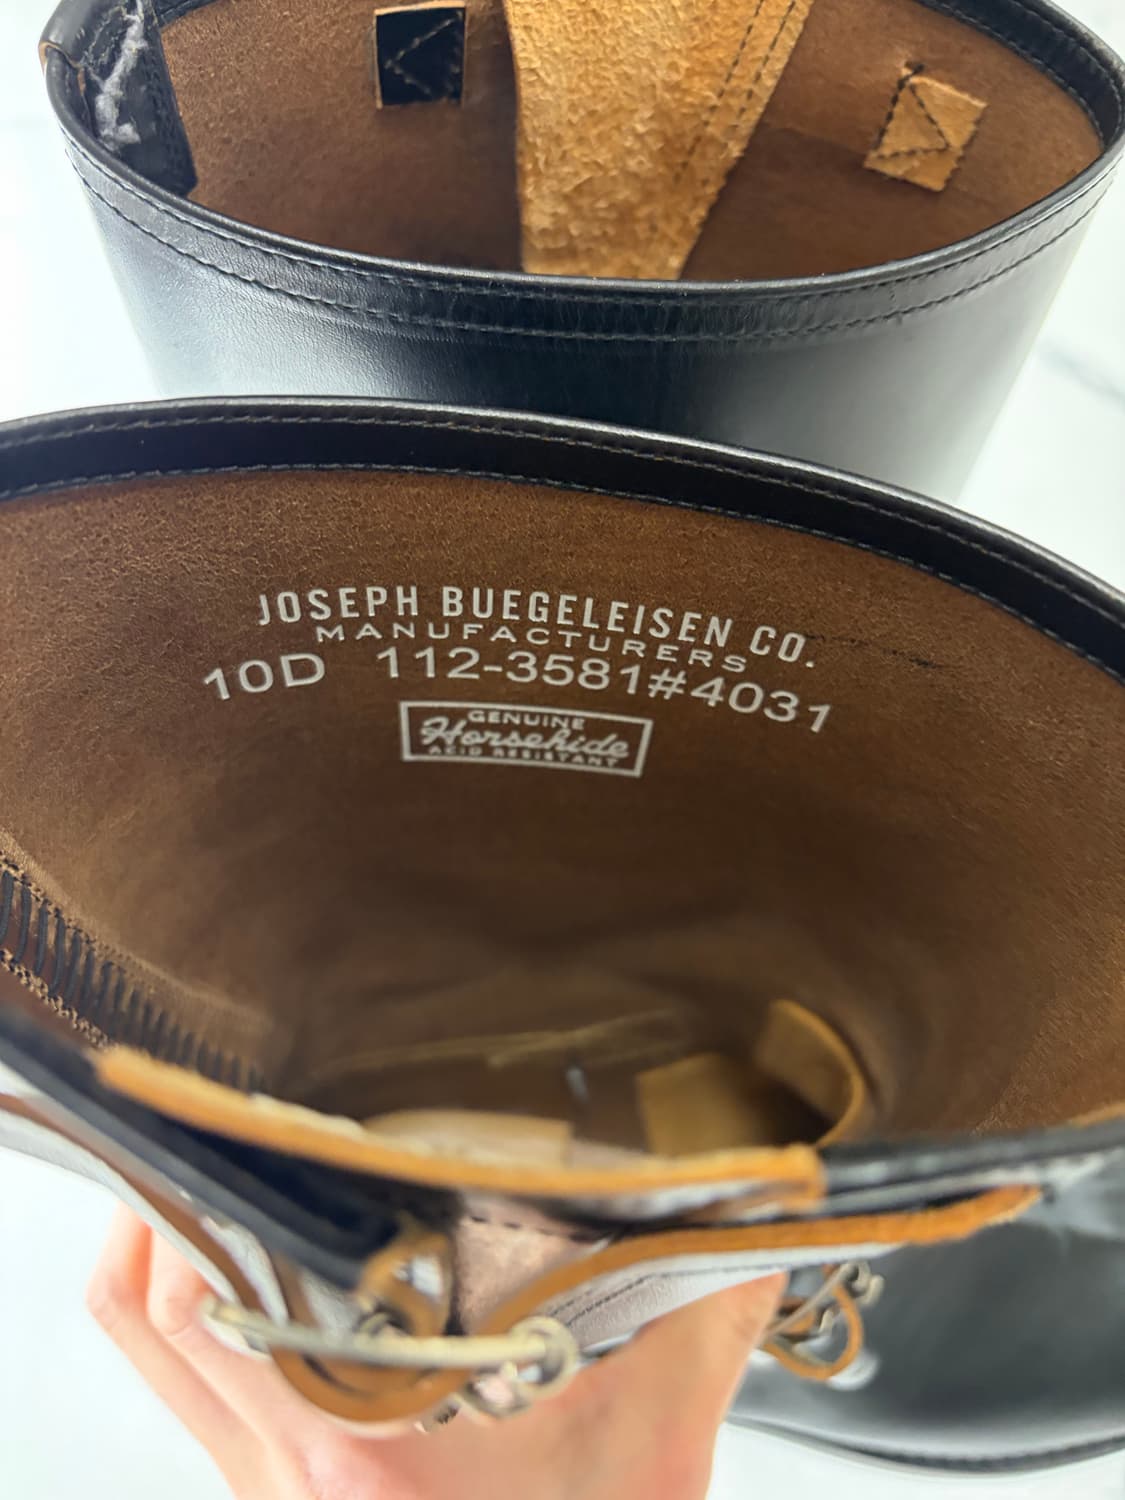 JOSEPH BUEGELEISEN CO.
MANUFACTURERS
10D 112-3581#4031
GENUINE
Horsehide
ACID RESISTANT